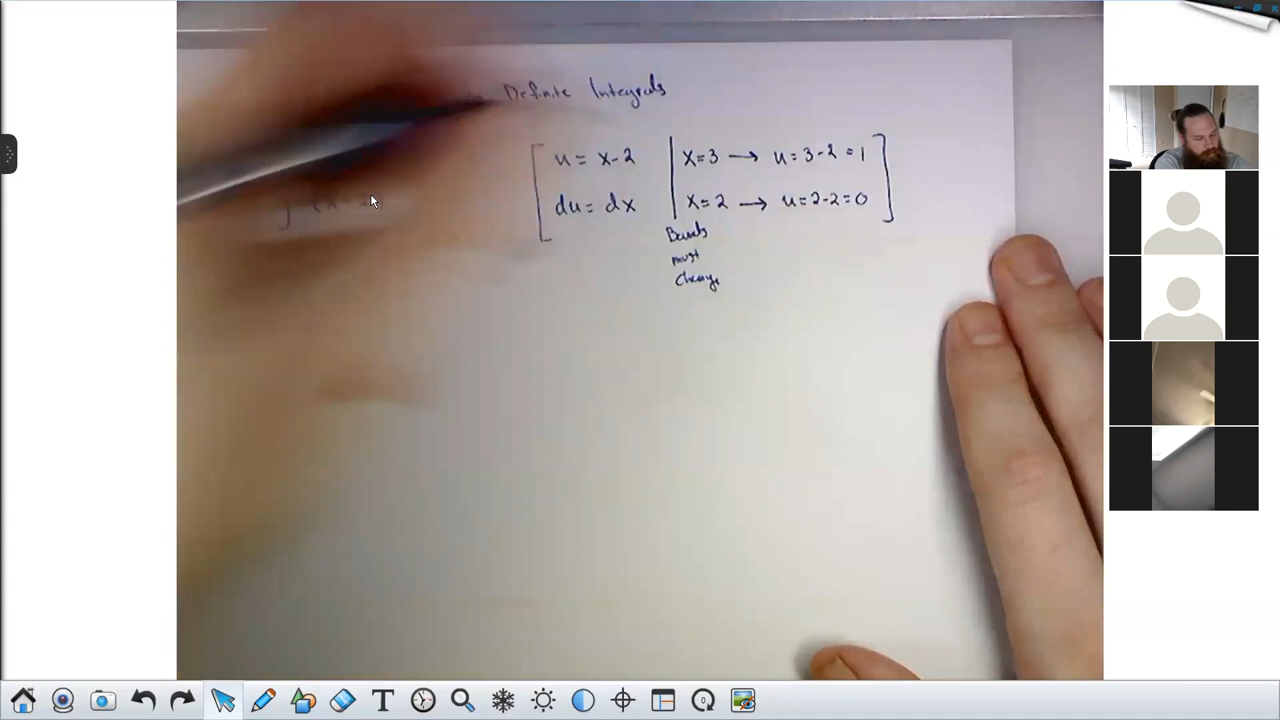 Definite Integrals
u = x-2
x=3 → u = 3-2 = 1
du = dx
x=2 → u=2-2=0
Bounds
must
Change